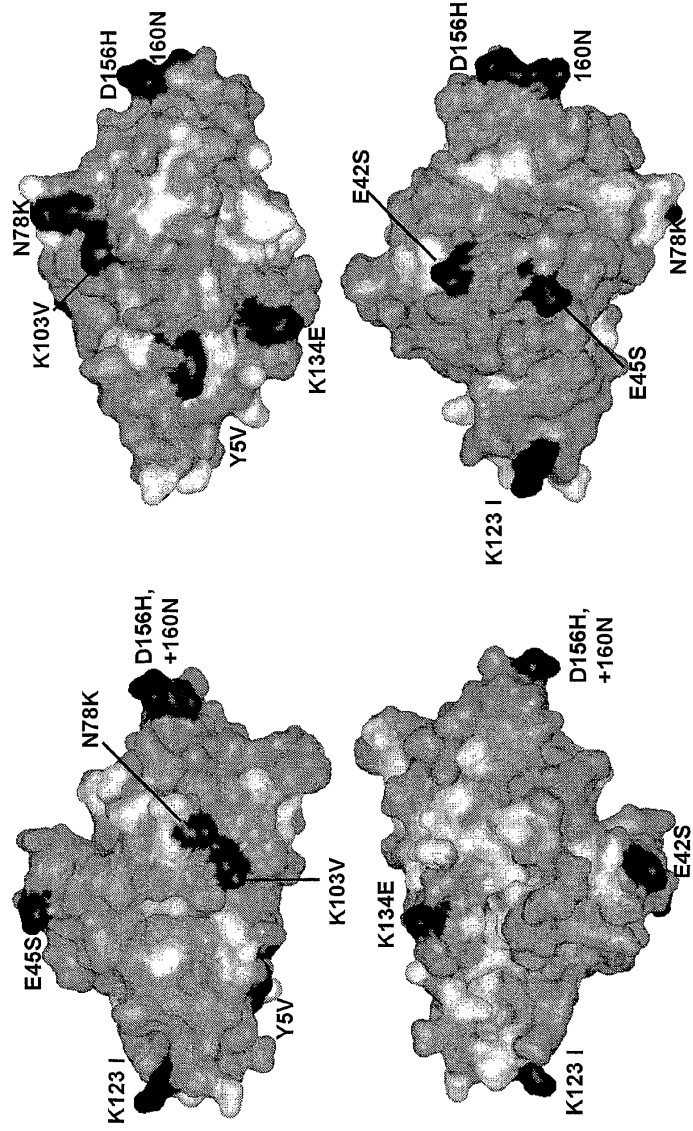 E45S
N78K
K123 I
D156H,
+160N
Y5V
K103V
N78K
K103V
D156H
160N
Y5V
K134E
K134E
K123 I
D156H,
+160N
E42S
E42S
D156H
K123 I
160N
E45S
N78K